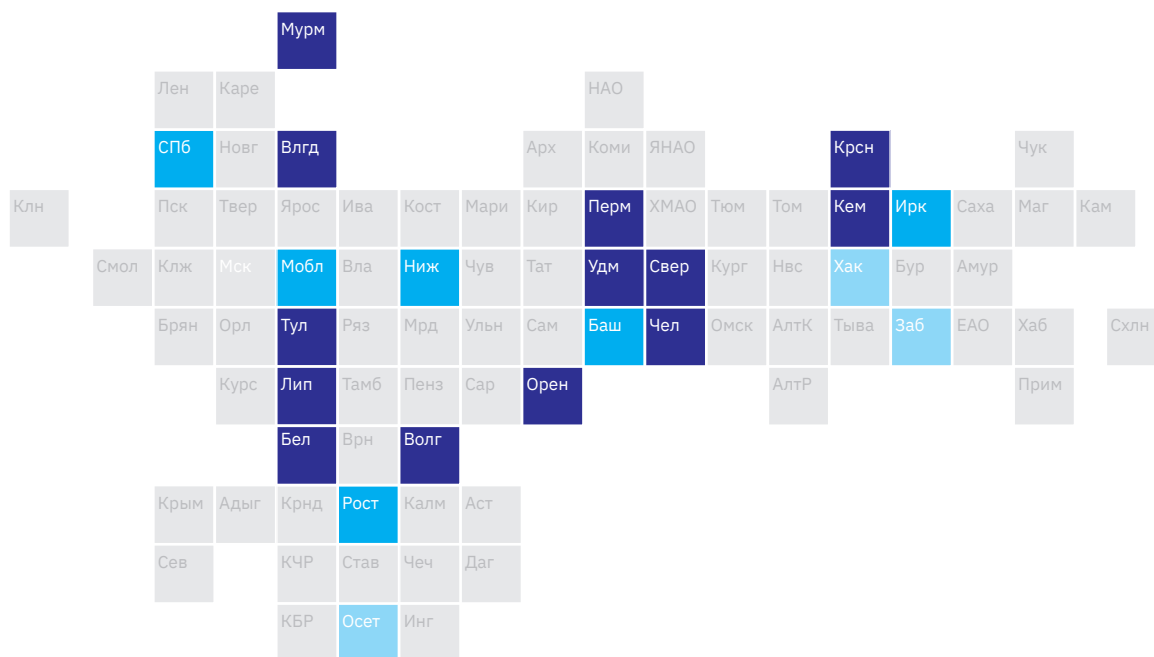 Мурм
Лен Каре НАО
СПб Новг Влгд Арх Коми ЯНАО Крсн Чук
Клн Пск Твер Ярос Ива Кост Мари Кир Перм ХМАО Тюм Том Кем Ирк Саха Маг Кам
Смол Клж Мск Мобл Вла Ниж Чув Тат Удм Свер Кург Нвс Хак Бур Амур
Брян Орл Тул Ряз Мрд Ульн Сам Баш Чел Омск АлтК Тыва Заб ЕАО Хаб Схлн
Курс Лип Тамб Пенз Сар Орен АлтР Прим
Бел Врн Волг
Крым Адыг Крнд Рост Калм Аст
Сев КЧР Став Чеч Даг
КБР Осет Инг